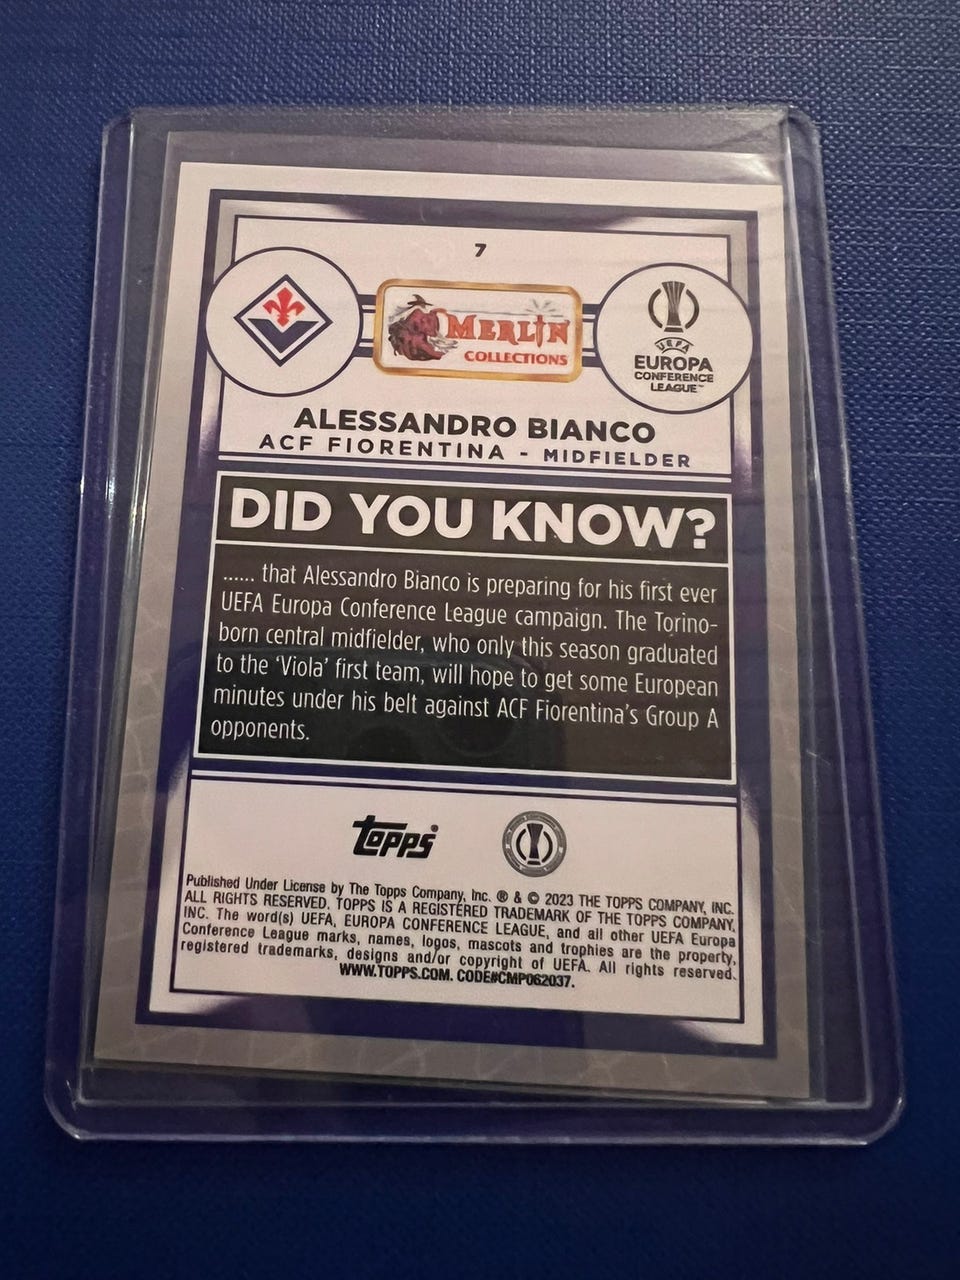 7
MERLIN
COLLECTIONS
UEFA
EUROPA
CONFERENCE
LEAGUE™
ALESSANDRO BIANCO
ACF FIORENTINA - MIDFIELDER
DID YOU KNOW?
...... that Alessandro Bianco is preparing for his first ever
UEFA Europa Conference League campaign. The Torino-
born central midfielder, who only this season graduated
to the ‘Viola’ first team, will hope to get some European
minutes under his belt against ACF Fiorentina’s Group A
opponents.
topps
Published Under License by The Topps Company, Inc. ® & © 2023 THE TOPPS COMPANY, INC.
ALL RIGHTS RESERVED. TOPPS IS A REGISTERED TRADEMARK OF THE TOPPS COMPANY,
INC. The word(s) UEFA, EUROPA CONFERENCE LEAGUE, and all other UEFA Europa
Conference League marks, names, logos, mascots and trophies are the property,
registered trademarks, designs and/or copyright of UEFA. All rights reserved.
WWW.TOPPS.COM. CODE#CMP062037.